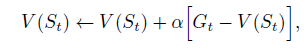 V(S_t) ← V(S_t) + α[G_t − V(S_t)],